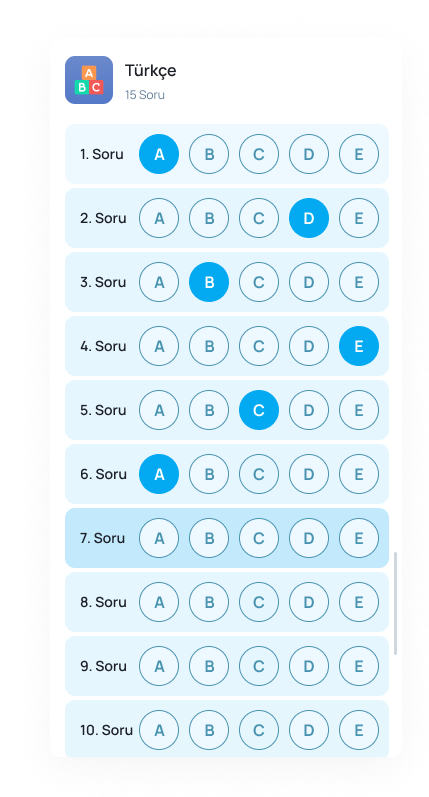 A
B C
Türkçe
15 Soru
1. Soru A B C D E
2. Soru A B C D E
3. Soru A B C D E
4. Soru A B C D E
5. Soru A B C D E
6. Soru A B C D E
7. Soru A B C D E
8. Soru A B C D E
9. Soru A B C D E
10. Soru A B C D E